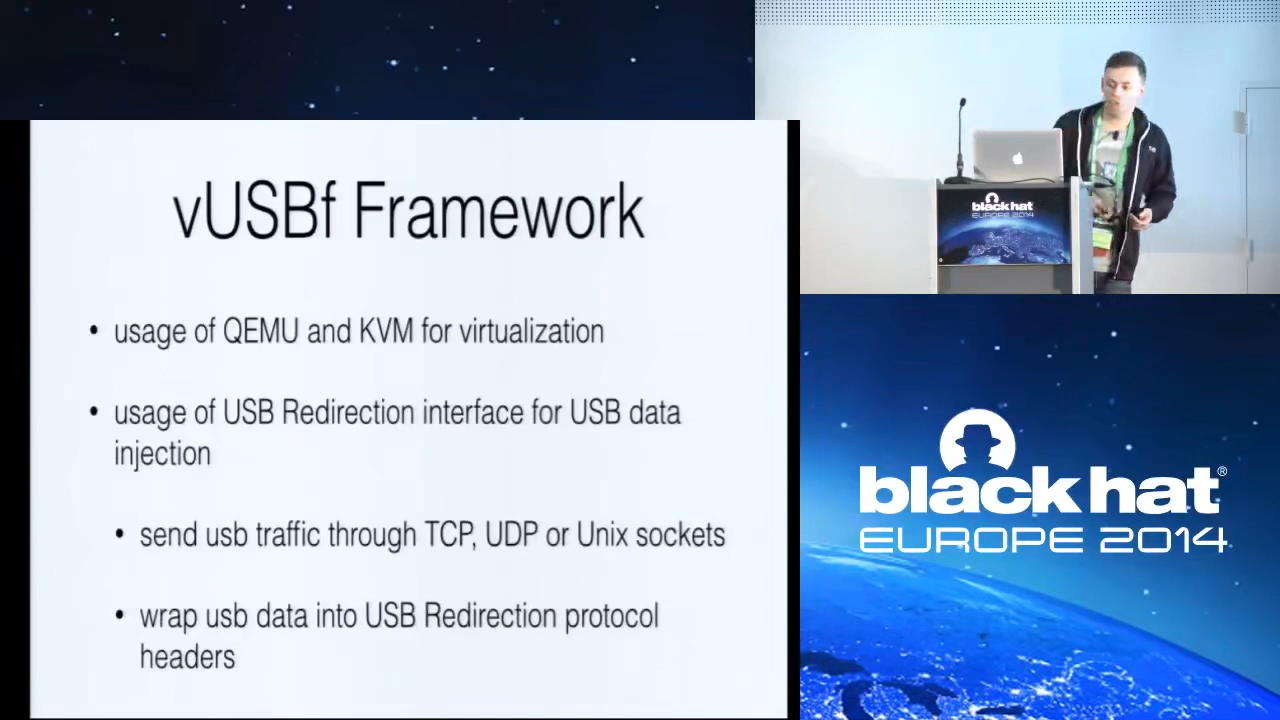 vUSBf Framework
• usage of QEMU and KVM for virtualization
• usage of USB Redirection interface for USB data
injection
• send usb traffic through TCP, UDP or Unix sockets
• wrap usb data into USB Redirection protocol
headers
black hat
EUROPE 2014
black hat®
EUROPE 2014